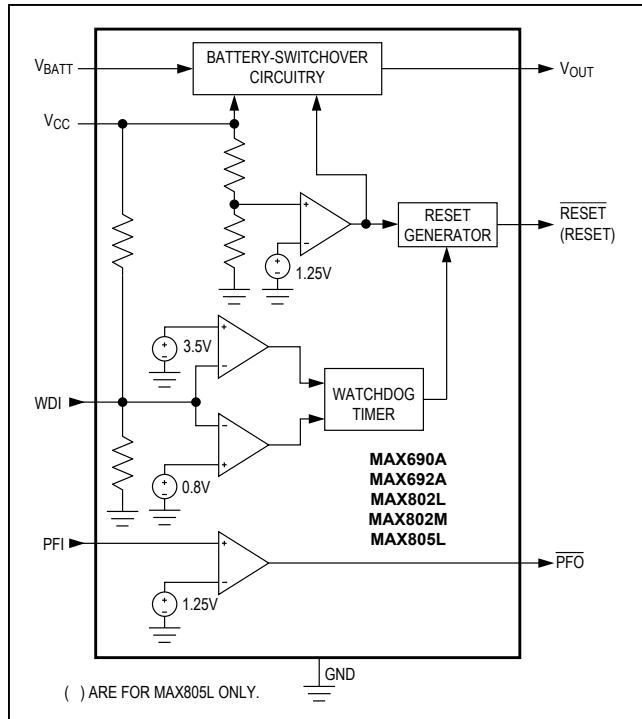 BATTERY-SWITCHOVER
CIRCUITRY
VBATT
VOUT
VCC
RESET
GENERATOR
RESET
(RESET)
+
−
+
−
1.25V
+
−
+
−
3.5V
WATCHDOG
TIMER
WDI
−
+
+
−
0.8V
MAX690A
MAX692A
MAX802L
MAX802M
MAX805L
PFI
+
−
PFO
+
−
1.25V
GND
( ) ARE FOR MAX805L ONLY.